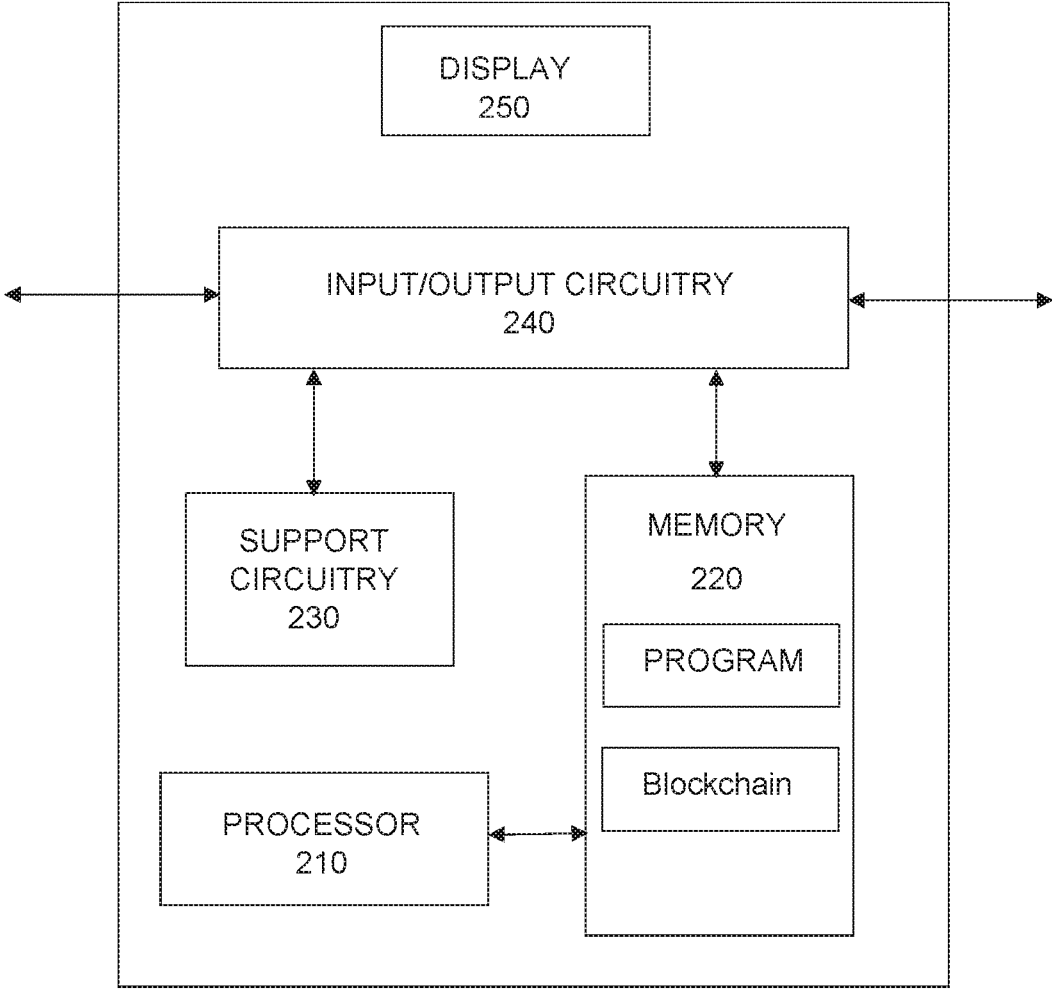 DISPLAY
250
INPUT/OUTPUT CIRCUITRY
240
SUPPORT
CIRCUITRY
230
MEMORY
220
PROGRAM
Blockchain
PROCESSOR
210